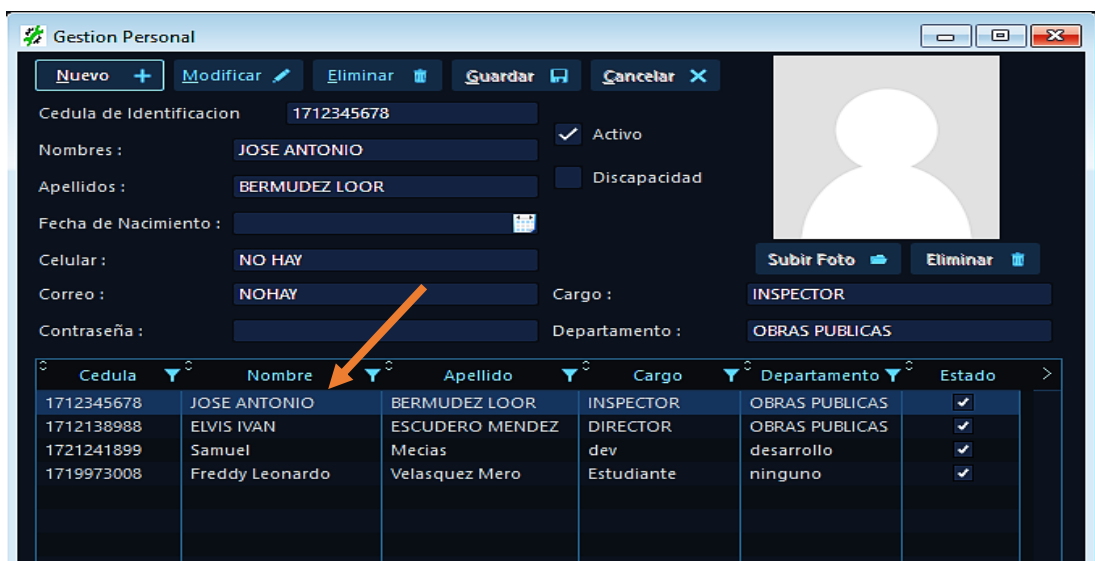 Gestion Personal
Nuevo Modificar Eliminar Guardar Cancelar
Cedula de Identificacion 1712345678
Activo
Nombres : JOSE ANTONIO
Apellidos : BERMUDEZ LOOR
Discapacidad
Fecha de Nacimiento :
Celular : NO HAY
Subir Foto Eliminar
Correo : NOHAY Cargo : INSPECTOR
Contraseña : Departamento : OBRAS PUBLICAS
Cedula Nombre Apellido Cargo Departamento Estado
1712345678 JOSE ANTONIO BERMUDEZ LOOR INSPECTOR OBRAS PUBLICAS
1712138988 ELVIS IVAN ESCUDERO MENDEZ DIRECTOR OBRAS PUBLICAS
1721241899 Samuel Mecias dev desarrollo
1719973008 Freddy Leonardo Velasquez Mero Estudiante ninguno